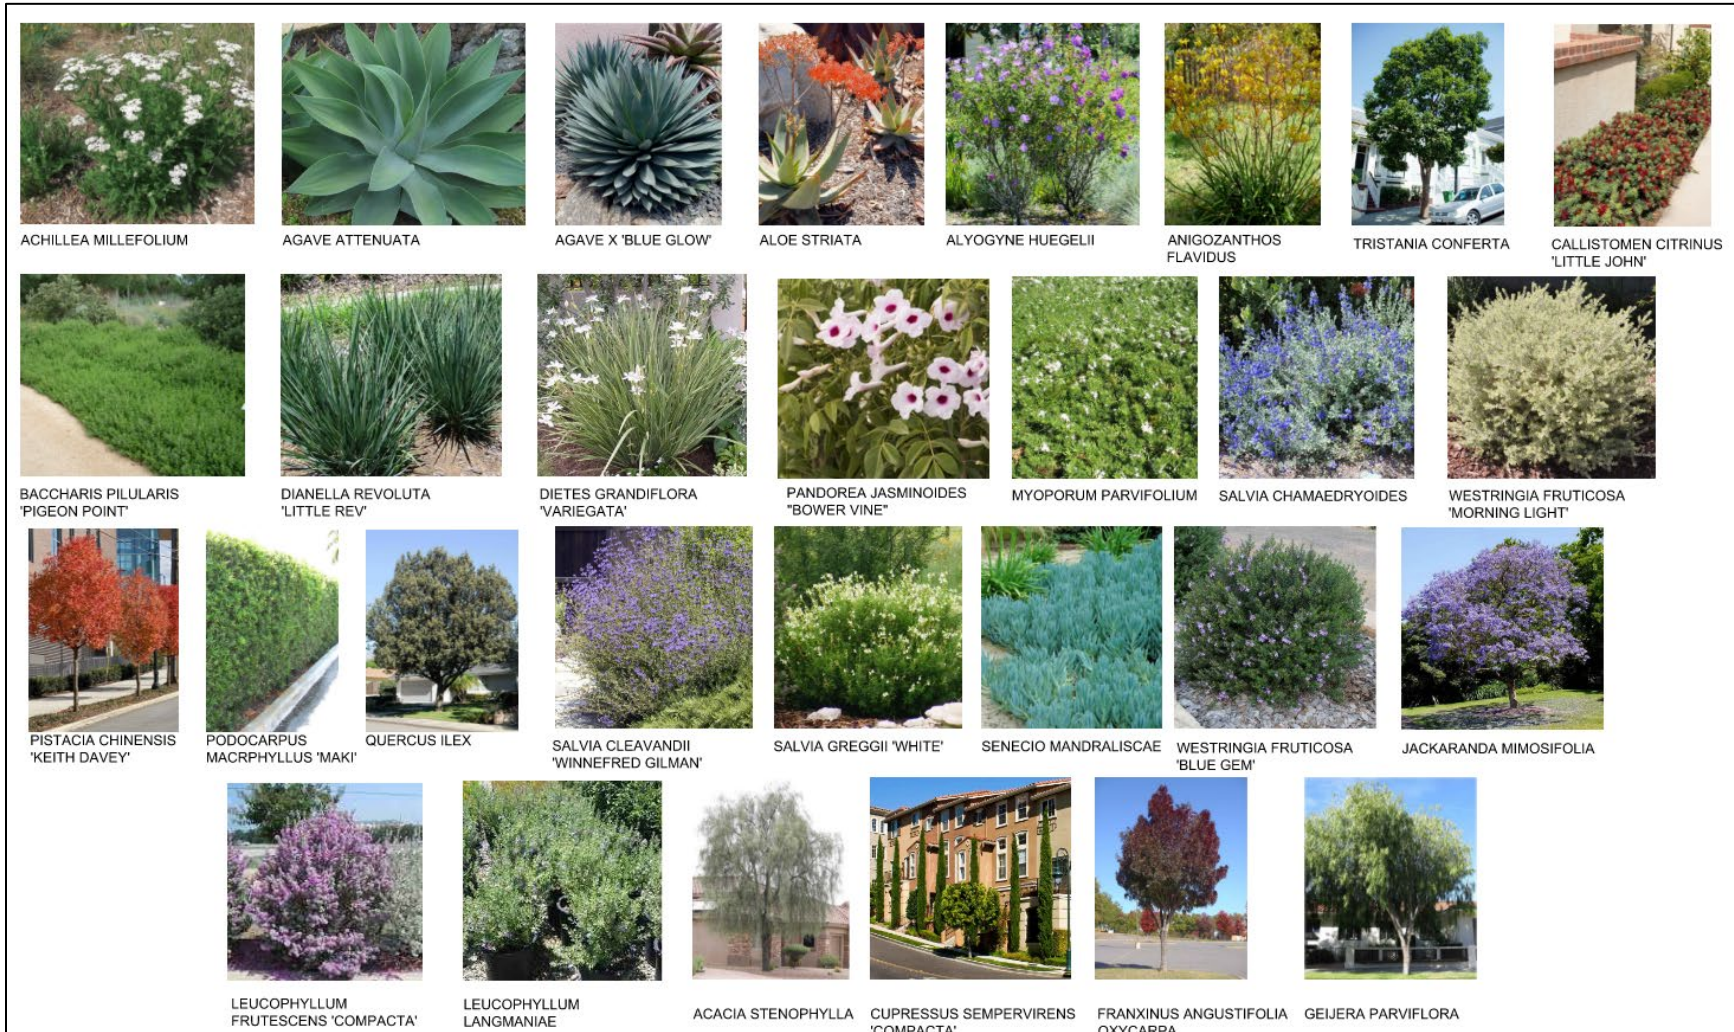 ACHILLEA MILLEFOLIUM
AGAVE ATTENUATA
AGAVE X 'BLUE GLOW'
ALOE STRIATA
ALYOGYNE HUEGELII
ANIGOZANTHOS
FLAVIDUS
TRISTANIA CONFERTA
CALLISTOMEN CITRINUS
'LITTLE JOHN'
BACCHARIS PILULARIS
'PIGEON POINT'
DIANELLA REVOLUTA
'LITTLE REV'
DIETES GRANDIFLORA
'VARIEGATA'
PANDOREA JASMINOIDES
"BOWER VINE"
MYOPORUM PARVIFOLIUM
SALVIA CHAMAEDRYOIDES
WESTRINGIA FRUTICOSA
'MORNING LIGHT'
PISTACIA CHINENSIS
'KEITH DAVEY'
PODOCARPUS
MACRPHYLLUS 'MAKI'
QUERCUS ILEX
SALVIA CLEAVANDII
'WINNEFRED GILMAN'
SALVIA GREGGII 'WHITE'
SENECIO MANDRALISCAE
WESTRINGIA FRUTICOSA
'BLUE GEM'
JACKARANDA MIMOSIFOLIA
LEUCOPHYLLUM
FRUTESCENS 'COMPACTA'
LEUCOPHYLLUM
LANGMANIAE
ACACIA STENOPHYLLA
CUPRESSUS SEMPERVIRENS
'COMPACTA'
FRANXINUS ANGUSTIFOLIA
OXYCARPA
GEIJERA PARVIFLORA